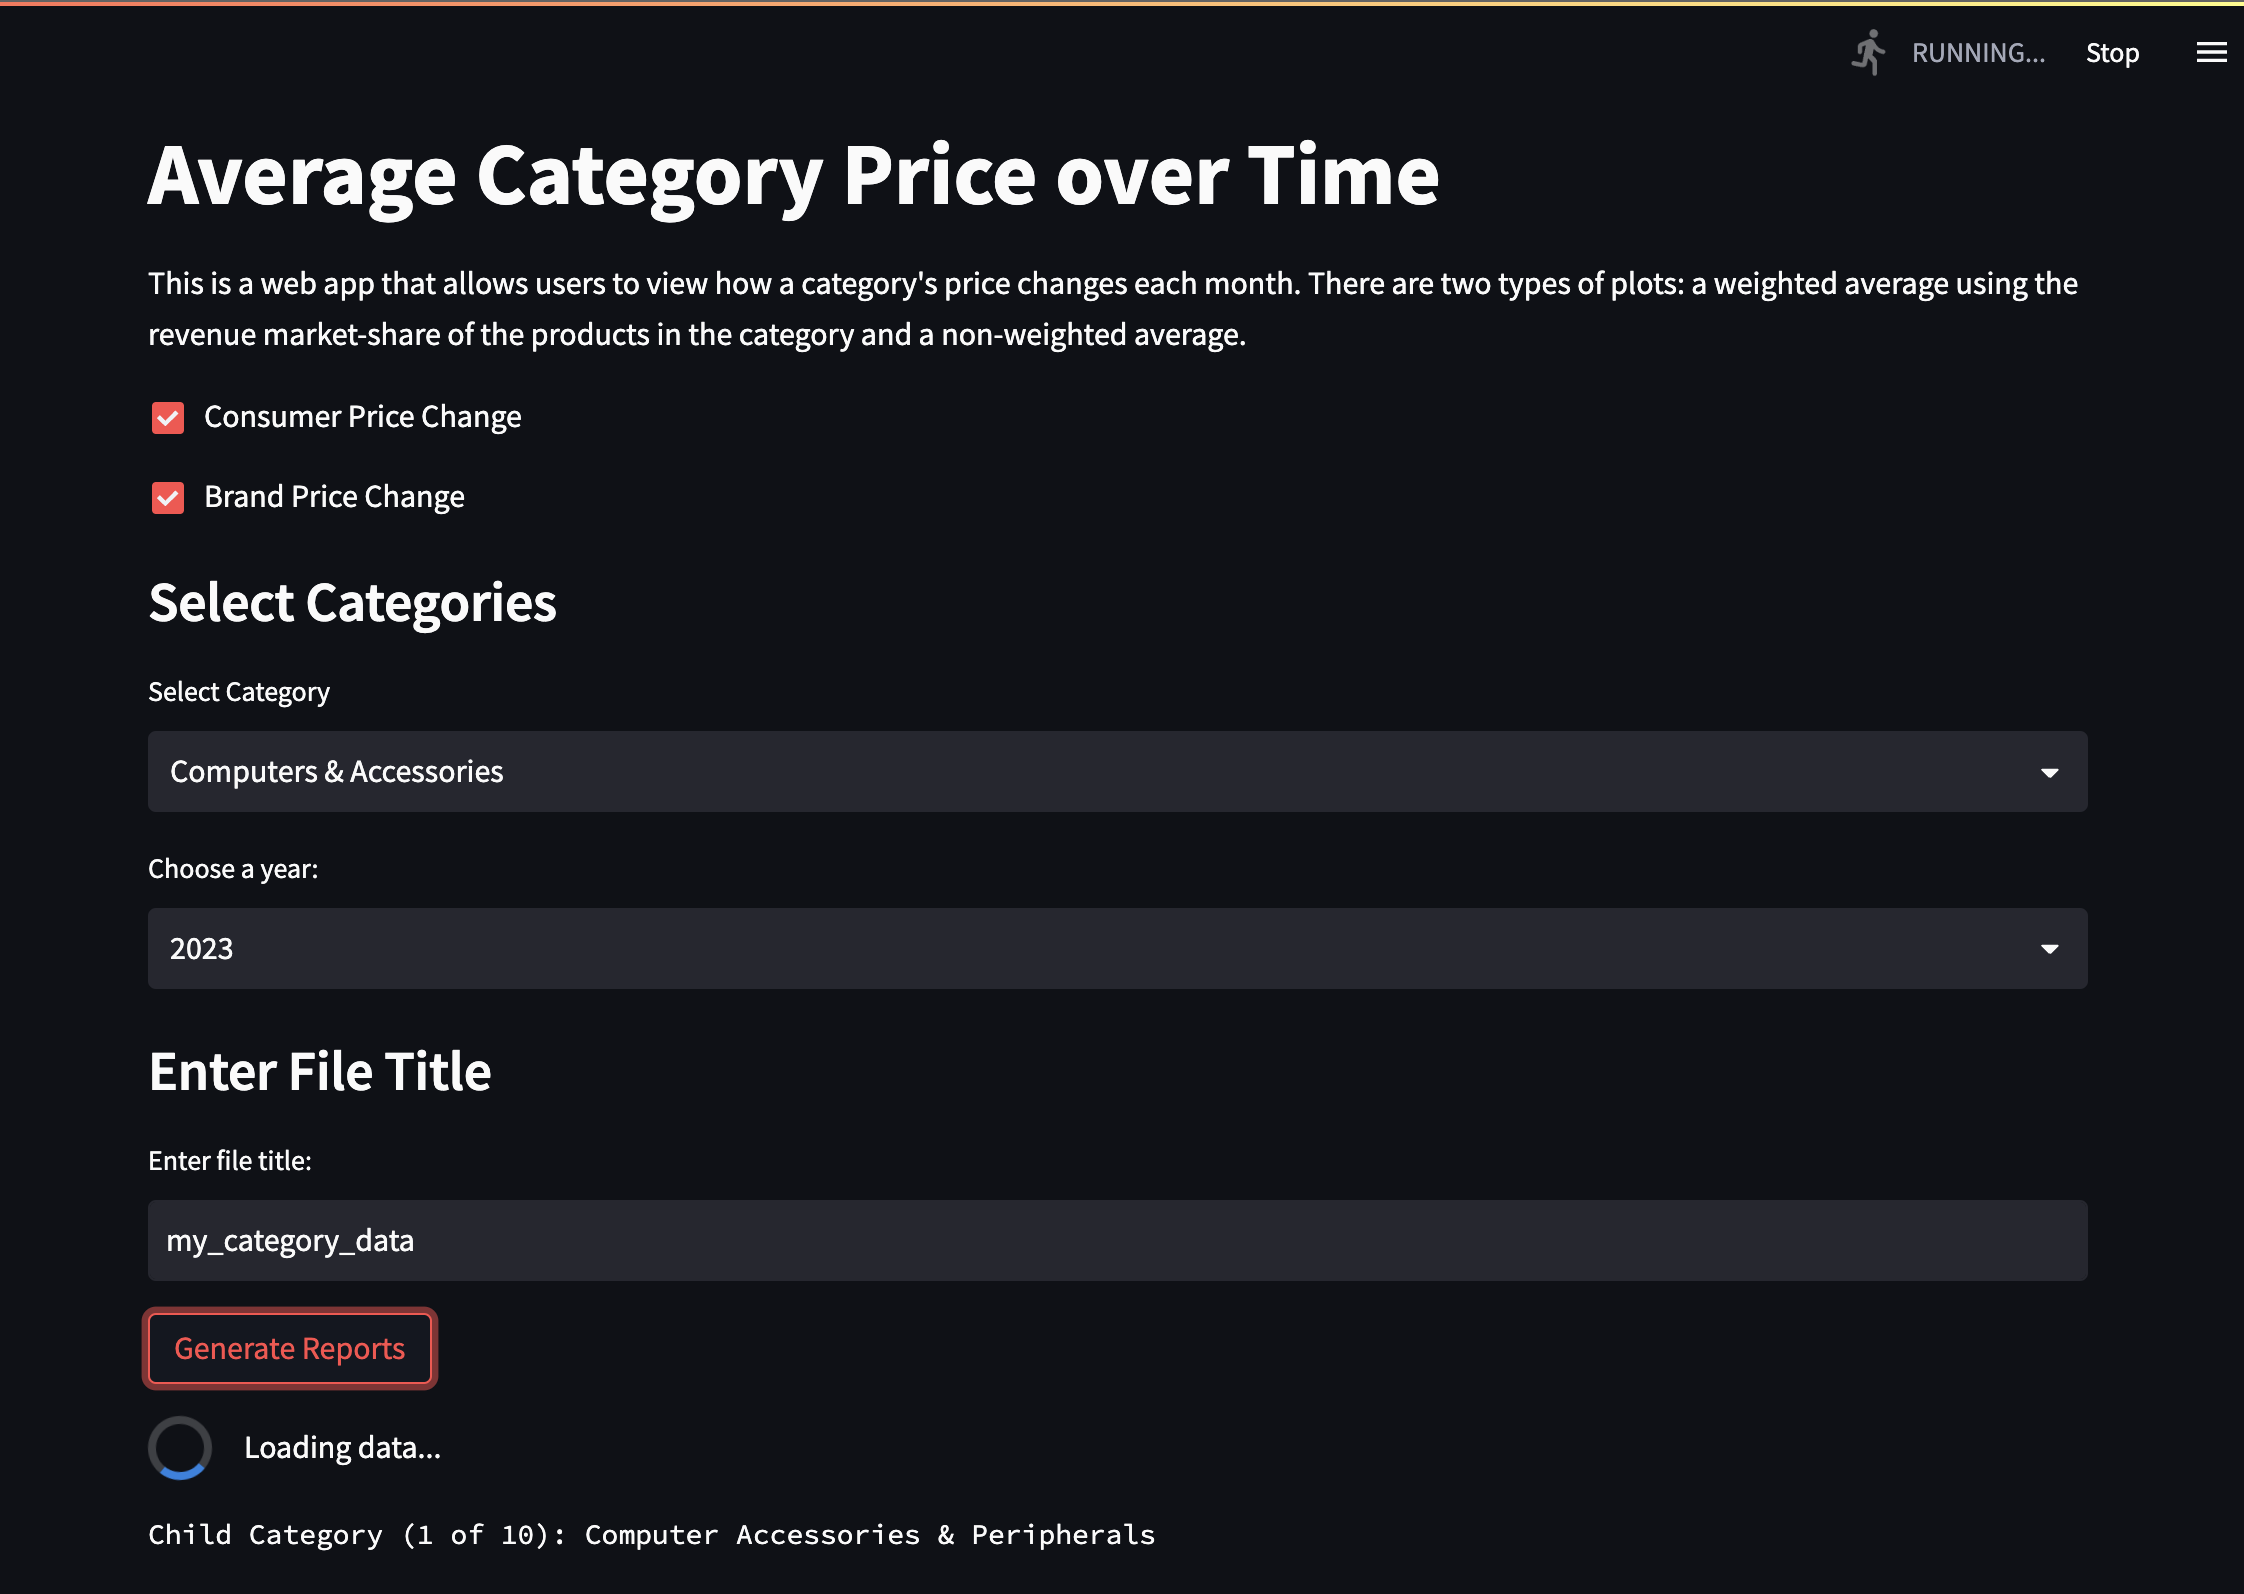 RUNNING...
Stop
Average Category Price over Time
This is a web app that allows users to view how a category's price changes each month. There are two types of plots: a weighted average using the
revenue market-share of the products in the category and a non-weighted average.
Consumer Price Change
Brand Price Change
Select Categories
Select Category
Computers & Accessories
Choose a year:
2023
Enter File Title
Enter file title:
my_category_data
Generate Reports
Loading data...
Child Category (1 of 10): Computer Accessories & Peripherals